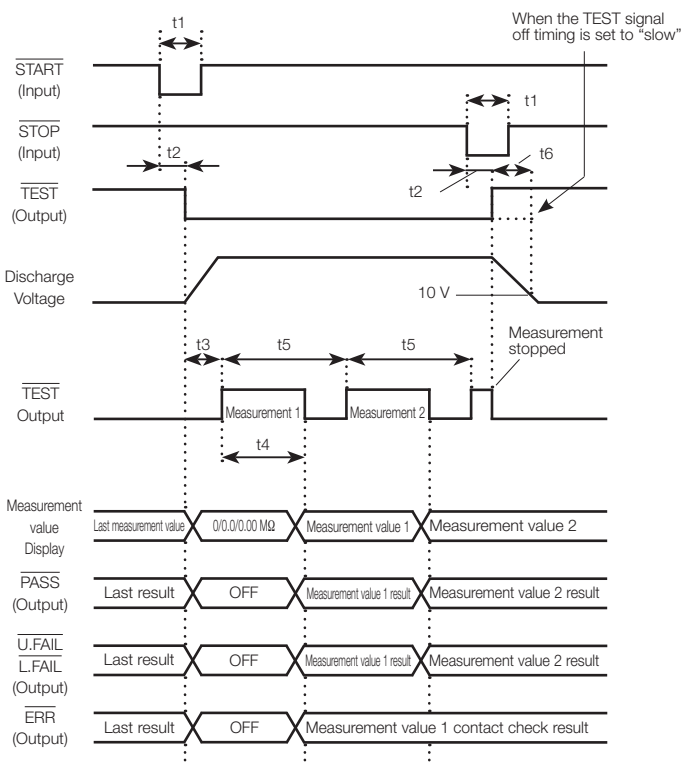 t1
When the TEST signal
off timing is set to "slow"
START
(Input)
t1
STOP
(Input)
t2
t6
TEST
(Output)
t2
Discharge
Voltage
10 V
Measurement
stopped
t3
t5
t5
TEST
Output
Measurement 1
Measurement 2
t4
Measurement
value
Display
Last measurement value
0/0.0/0.00 MΩ
Measurement value 1
Measurement value 2
PASS
(Output)
Last result
OFF
Measurement value 1 result
Measurement value 2 result
U.FAIL
L.FAIL
(Output)
Last result
OFF
Measurement value 1 result
Measurement value 2 result
ERR
(Output)
Last result
OFF
Measurement value 1 contact check result